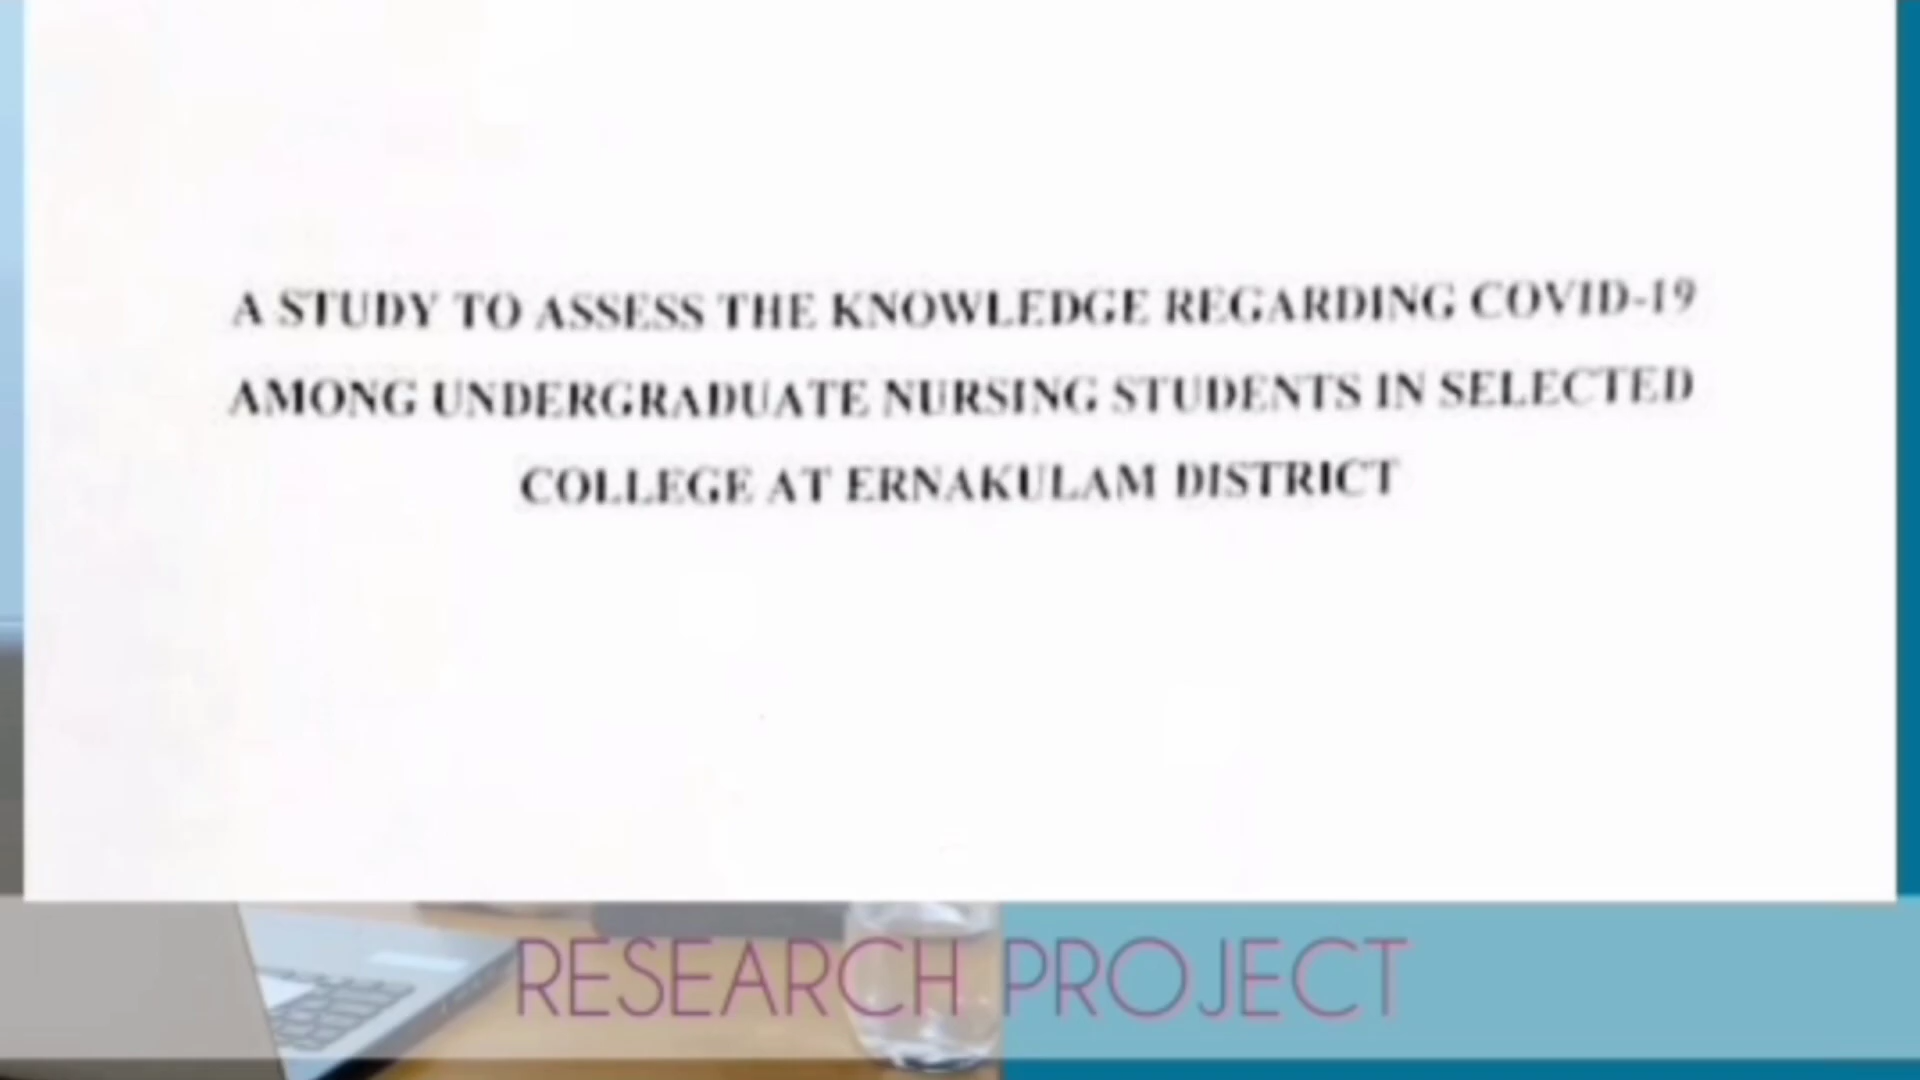 A STUDY TO ASSESS THE KNOWLEDGE REGARDING COVID-19
AMONG UNDERGRADUATE NURSING STUDENTS IN SELECTED
COLLEGE AT ERNAKULAM DISTRICT
RESEARCH PROJECT